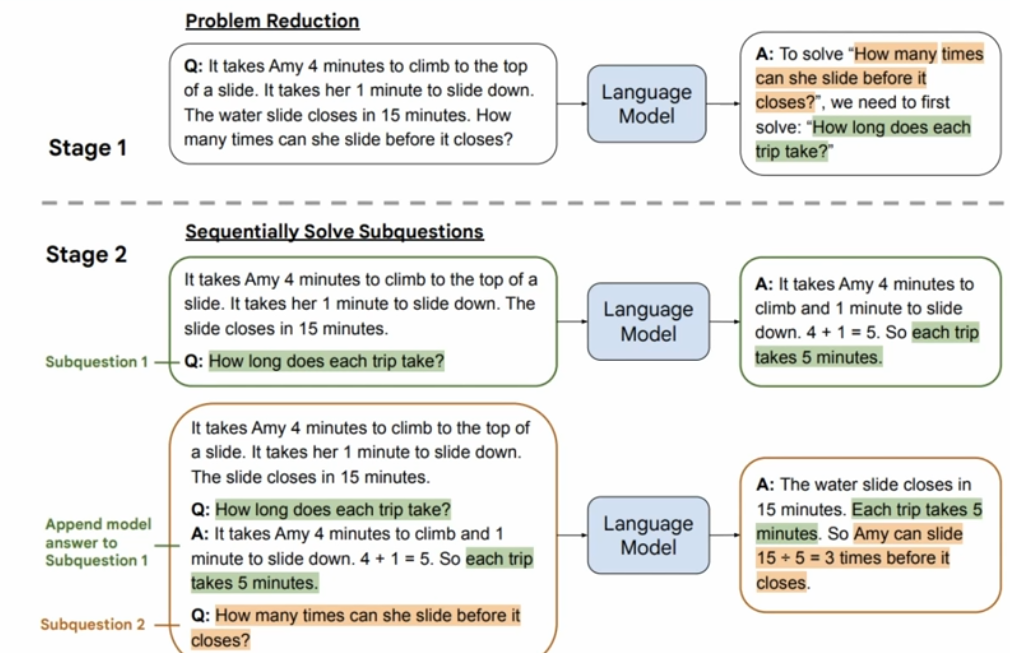 Problem Reduction
Stage 1
Q: It takes Amy 4 minutes to climb to the top
of a slide. It takes her 1 minute to slide down.
The water slide closes in 15 minutes. How
many times can she slide before it closes?
Language
Model
A: To solve “How many times
can she slide before it
closes?”, we need to first
solve: “How long does each
trip take?”
Stage 2
Sequentially Solve Subquestions
It takes Amy 4 minutes to climb to the top of a
slide. It takes her 1 minute to slide down. The
slide closes in 15 minutes.
Subquestion 1
Q: How long does each trip take?
Language
Model
A: It takes Amy 4 minutes to
climb and 1 minute to slide
down. 4 + 1 = 5. So each trip
takes 5 minutes.
It takes Amy 4 minutes to climb to the top of
a slide. It takes her 1 minute to slide down.
The slide closes in 15 minutes.
Append model
answer to
Subquestion 1
Q: How long does each trip take?
A: It takes Amy 4 minutes to climb and 1
minute to slide down. 4 + 1 = 5. So each trip
takes 5 minutes.
Subquestion 2
Q: How many times can she slide before it
closes?
Language
Model
A: The water slide closes in
15 minutes. Each trip takes 5
minutes. So Amy can slide
15 ÷ 5 = 3 times before it
closes.